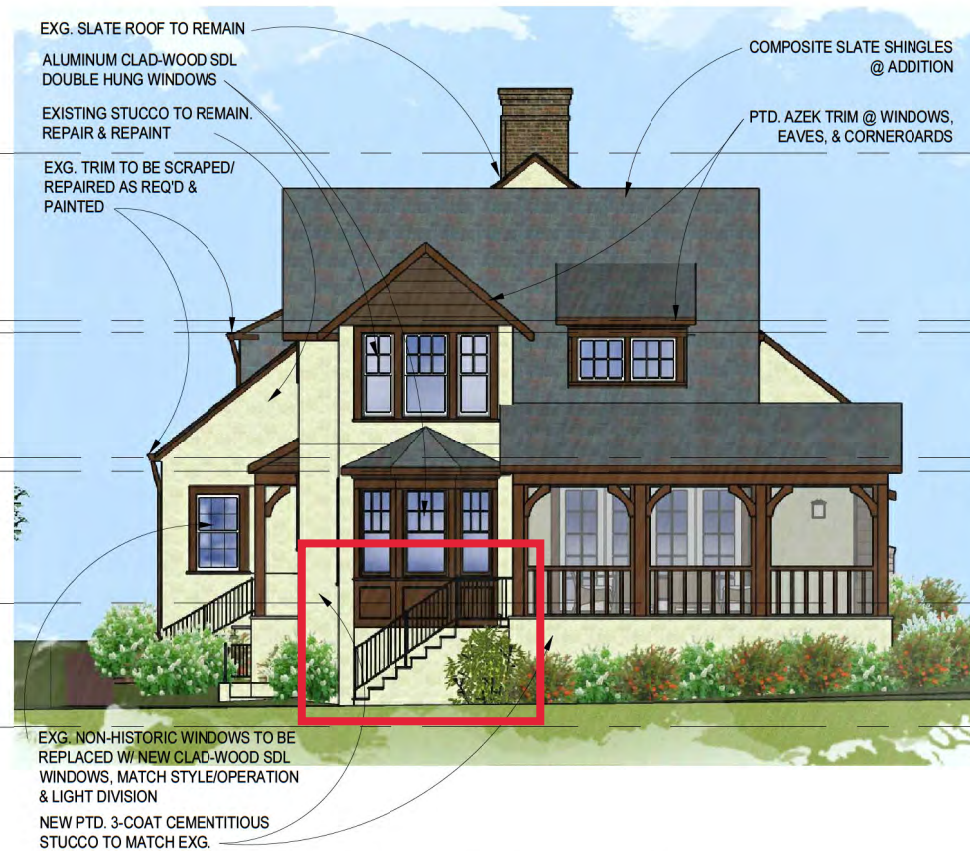 EXG. SLATE ROOF TO REMAIN
ALUMINUM CLAD-WOOD SDL
DOUBLE HUNG WINDOWS
EXISTING STUCCO TO REMAIN.
REPAIR & REPAINT
EXG. TRIM TO BE SCRAPED/
REPAIRED AS REQ'D &
PAINTED
COMPOSITE SLATE SHINGLES
@ ADDITION
PTD. AZEK TRIM @ WINDOWS,
EAVES, & CORNEROARDS
EXG. NON-HISTORIC WINDOWS TO BE
REPLACED W/ NEW CLAD-WOOD SDL
WINDOWS, MATCH STYLE/OPERATION
& LIGHT DIVISION
NEW PTD. 3-COAT CEMENTITIOUS
STUCCO TO MATCH EXG.